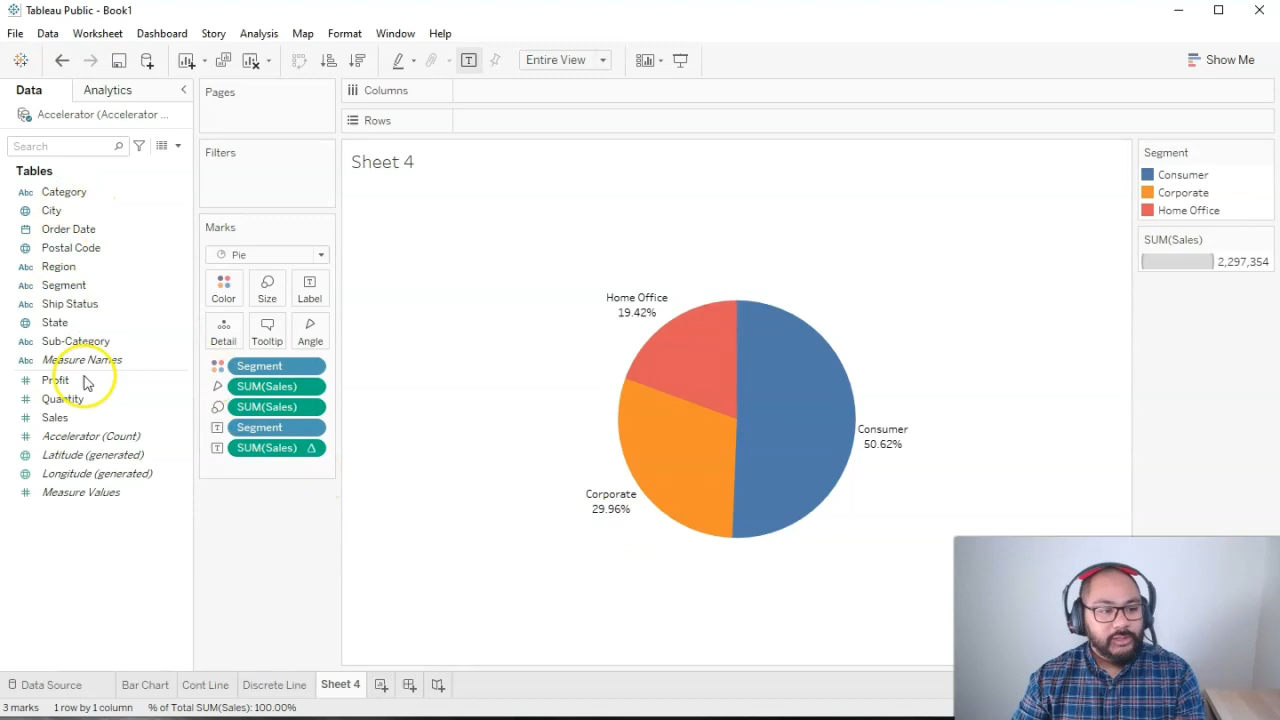 Tableau Public - Book1
File Data Worksheet Dashboard Story Analysis Map Format Window Help
Entire View
Show Me
Data Analytics
Accelerator (Accelerator ...
Search
Tables
Category
City
Order Date
Postal Code
Region
Segment
Ship Status
State
Sub-Category
Measure Names
Profit
Quantity
Sales
Accelerator (Count)
Latitude (generated)
Longitude (generated)
Measure Values
Pages
Filters
Marks
Pie
Color Size Label
Detail Tooltip Angle
Segment
SUM(Sales)
SUM(Sales)
Segment
SUM(Sales)
Columns
Rows
Sheet 4
Home Office
19.42%
Consumer
50.62%
Corporate
29.96%
Segment
Consumer
Corporate
Home Office
SUM(Sales)
2,297,354
Data Source Bar Chart Cont Line Discrete Line Sheet 4
3 marks 1 row by 1 column % of Total SUM(Sales): 100.00%